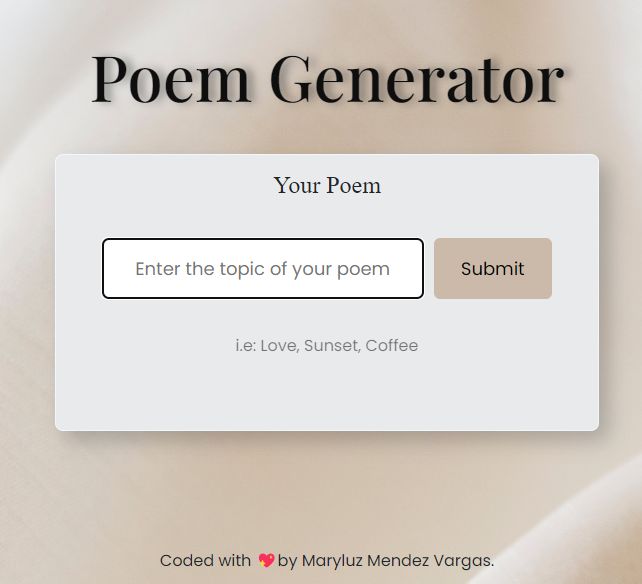 Poem Generator
Your Poem
Enter the topic of your poem
Submit
i.e: Love, Sunset, Coffee
Coded with 💖 by Maryluz Mendez Vargas.